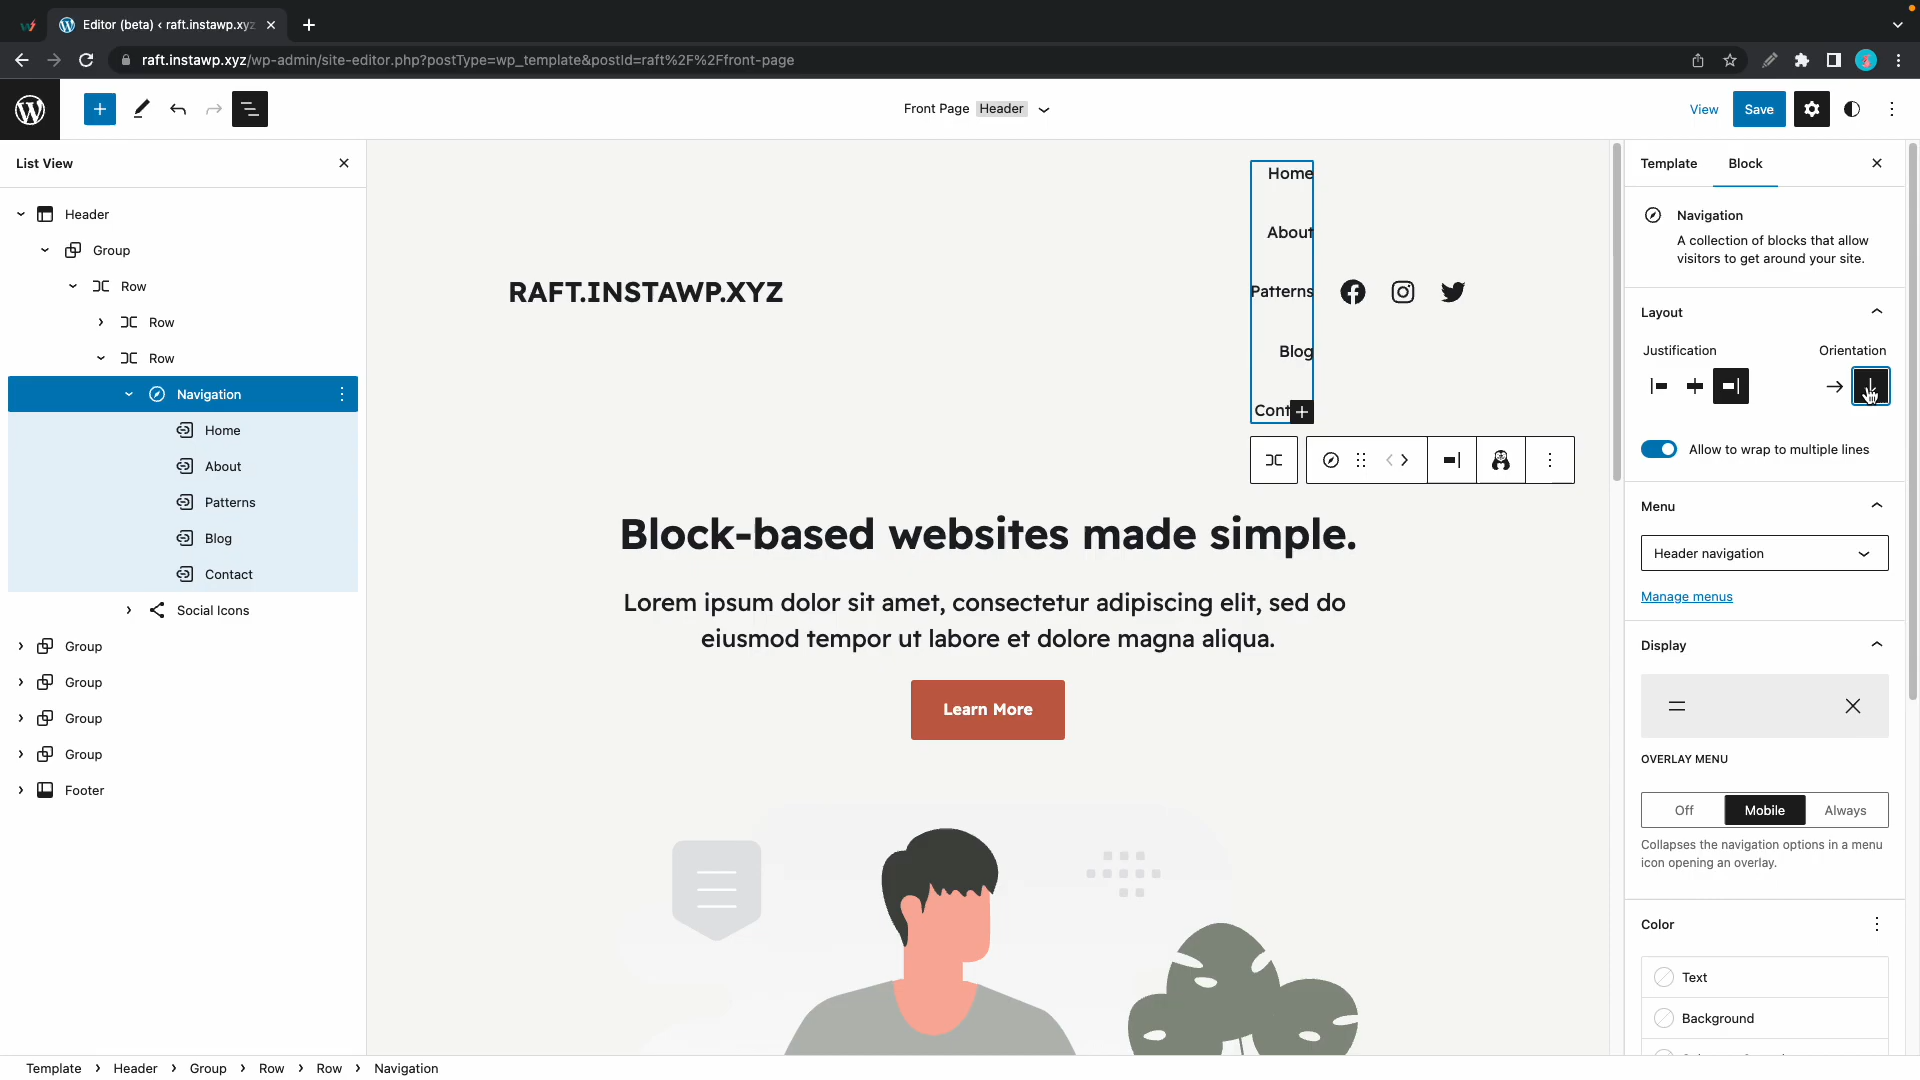 Editor (beta) ‹ raft.instawp.xyz
raft.instawp.xyz/wp-admin/site-editor.php?postType=wp_template&postId=raft%2F%2Ffront-page
Front Page Header
View
Save
List View
Header
Group
Row
Row
Row
Navigation
Home
About
Patterns
Blog
Contact
Social Icons
Group
Group
Group
Group
Footer
RAFT.INSTAWP.XYZ
Home
About
Patterns
Blog
Cont
Block-based websites made simple.
Lorem ipsum dolor sit amet, consectetur adipiscing elit, sed do
eiusmod tempor ut labore et dolore magna aliqua.
Learn More
Template
Block
Navigation
A collection of blocks that allow
visitors to get around your site.
Layout
Justification
Orientation
Allow to wrap to multiple lines
Menu
Header navigation
Manage menus
Display
OVERLAY MENU
Off
Mobile
Always
Collapses the navigation options in a menu
icon opening an overlay.
Color
Text
Background
Template › Header › Group › Row › Row › Navigation